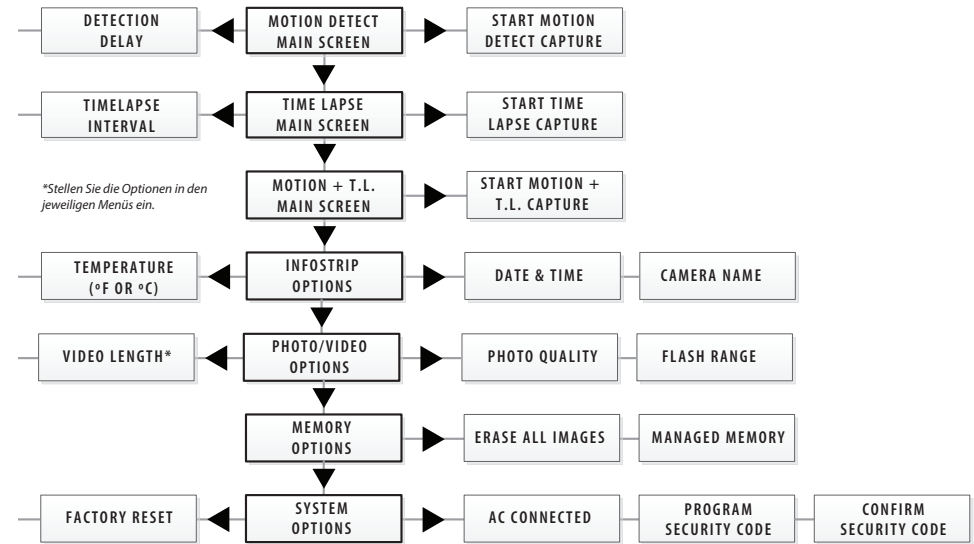 DETECTION
DELAY
MOTION DETECT
MAIN SCREEN
START MOTION
DETECT CAPTURE
TIMELAPSE
INTERVAL
TIME LAPSE
MAIN SCREEN
START TIME
LAPSE CAPTURE
*Stellen Sie die Optionen in den
jeweiligen Menüs ein.
MOTION + T.L.
MAIN SCREEN
START MOTION +
T.L. CAPTURE
TEMPERATURE
(ºF OR ºC)
INFOSTRIP
OPTIONS
DATE & TIME
CAMERA NAME
VIDEO LENGTH*
PHOTO/VIDEO
OPTIONS
PHOTO QUALITY
FLASH RANGE
MEMORY
OPTIONS
ERASE ALL IMAGES
MANAGED MEMORY
FACTORY RESET
SYSTEM
OPTIONS
AC CONNECTED
PROGRAM
SECURITY CODE
CONFIRM
SECURITY CODE